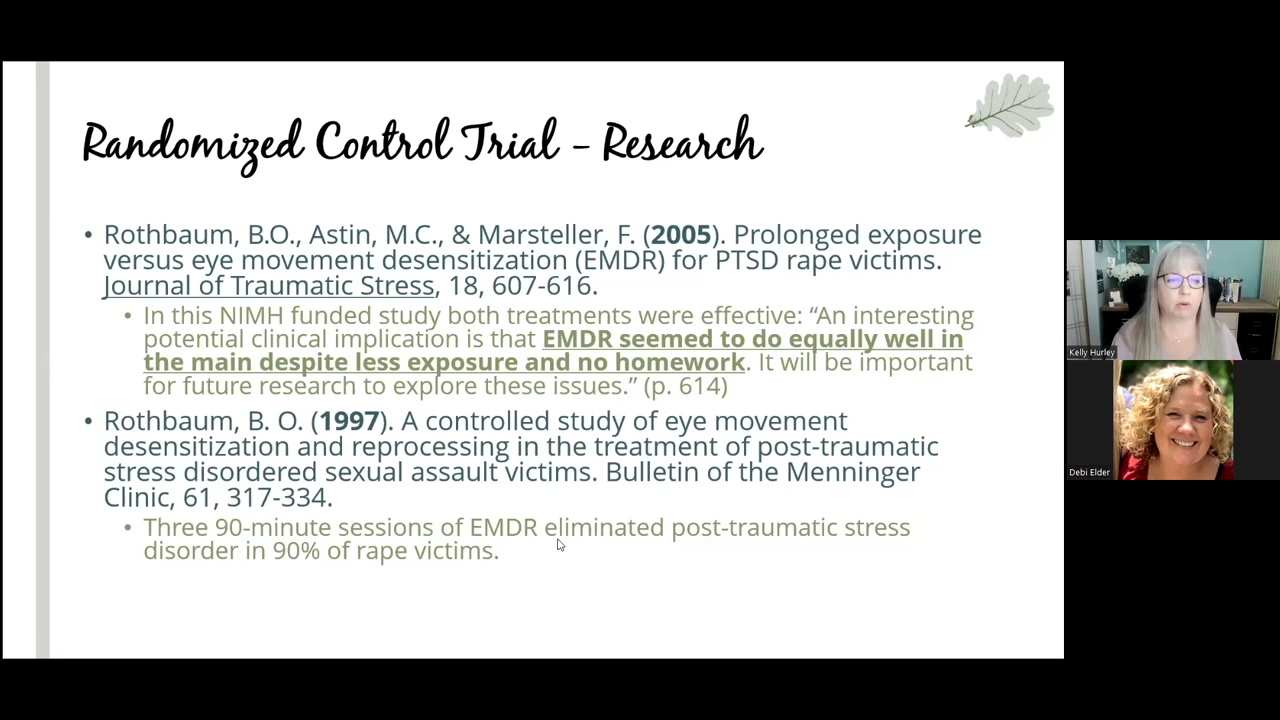 Randomized Control Trial - Research
• Rothbaum, B.O., Astin, M.C., & Marsteller, F. (2005). Prolonged exposure
versus eye movement desensitization (EMDR) for PTSD rape victims.
Journal of Traumatic Stress, 18, 607-616.
• In this NIMH funded study both treatments were effective: “An interesting
potential clinical implication is that EMDR seemed to do equally well in
the main despite less exposure and no homework. It will be important
for future research to explore these issues.” (p. 614)
• Rothbaum, B. O. (1997). A controlled study of eye movement
desensitization and reprocessing in the treatment of post-traumatic
stress disordered sexual assault victims. Bulletin of the Menninger
Clinic, 61, 317-334.
• Three 90-minute sessions of EMDR eliminated post-traumatic stress
disorder in 90% of rape victims.
Kelly Hurley
Debi Elder